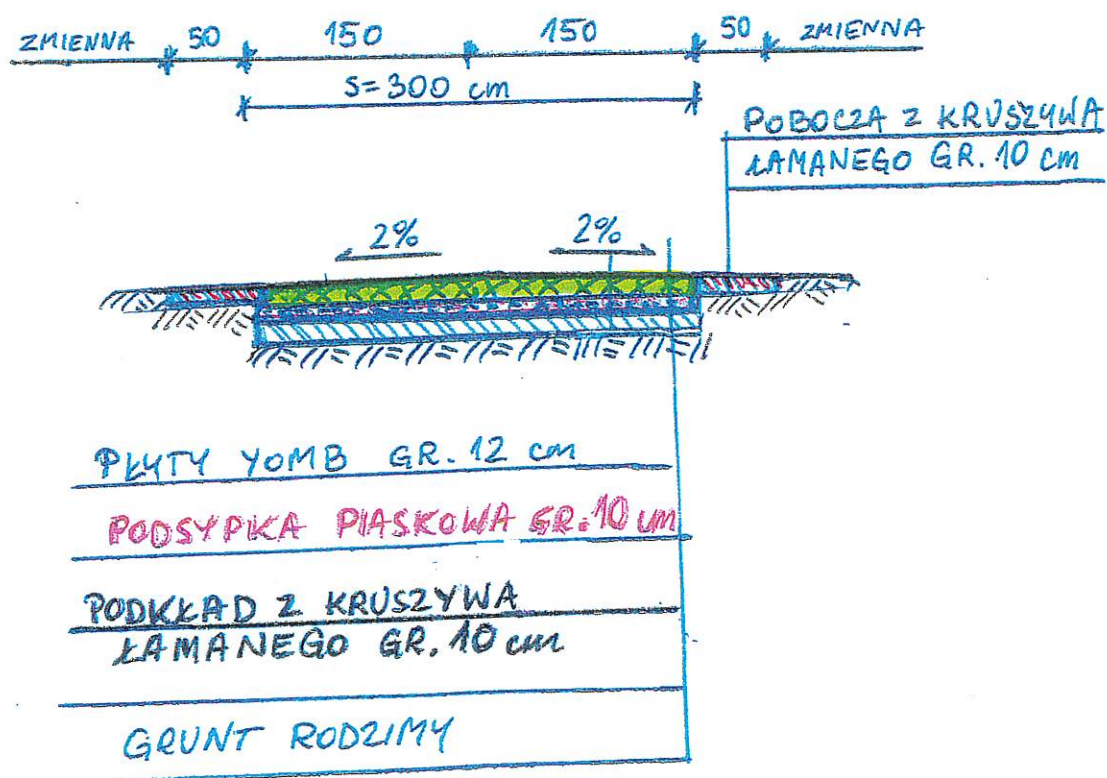 ZMIENNA 50 150 150 50 ZMIENNA
S=300 cm
POBOCZA Z KRUSZYWA
ŁAMANEGO GR. 10 cm
2% 2%
PŁYTY YOMB GR. 12 cm
PODSYPKA PIASKOWA GR. 10 cm
PODKŁAD Z KRUSZYWA
ŁAMANEGO GR. 10 cm
GRUNT RODZIMY